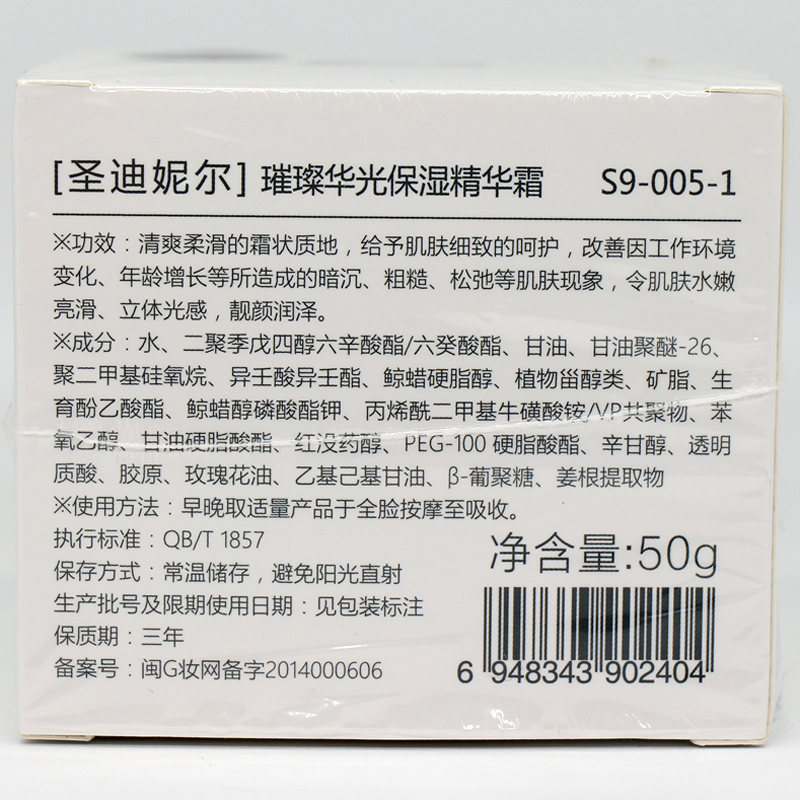 [圣迪妮尔] 璀璨华光保湿精华霜 S9-005-1
※功效：清爽柔滑的霜状质地，给予肌肤细致的呵护，改善因工作环境
变化、年龄增长等所造成的暗沉、粗糙、松弛等肌肤现象，令肌肤水嫩
亮滑、立体光感，靓颜润泽。
※成分：水、二聚季戊四醇六辛酸酯/六癸酸酯、甘油、甘油聚醚-26、
聚二甲基硅氧烷、异壬酸异壬酯、鲸蜡硬脂醇、植物甾醇类、矿脂、生
育酚乙酸酯、鲸蜡醇磷酸酯钾、丙烯酰二甲基牛磺酸铵/VP共聚物、苯
氧乙醇、甘油硬脂酸酯、红没药醇、PEG-100 硬脂酸酯、辛甘醇、透明
质酸、胶原、玫瑰花油、乙基己基甘油、β-葡聚糖、姜根提取物
※使用方法：早晚取适量产品于全脸按摩至吸收。
执行标准：QB/T 1857
保存方式：常温储存，避免阳光直射
生产批号及限期使用日期：见包装标注
保质期：三年
备案号：闽G妆网备字2014000606
净含量:50g
6 948343 902404